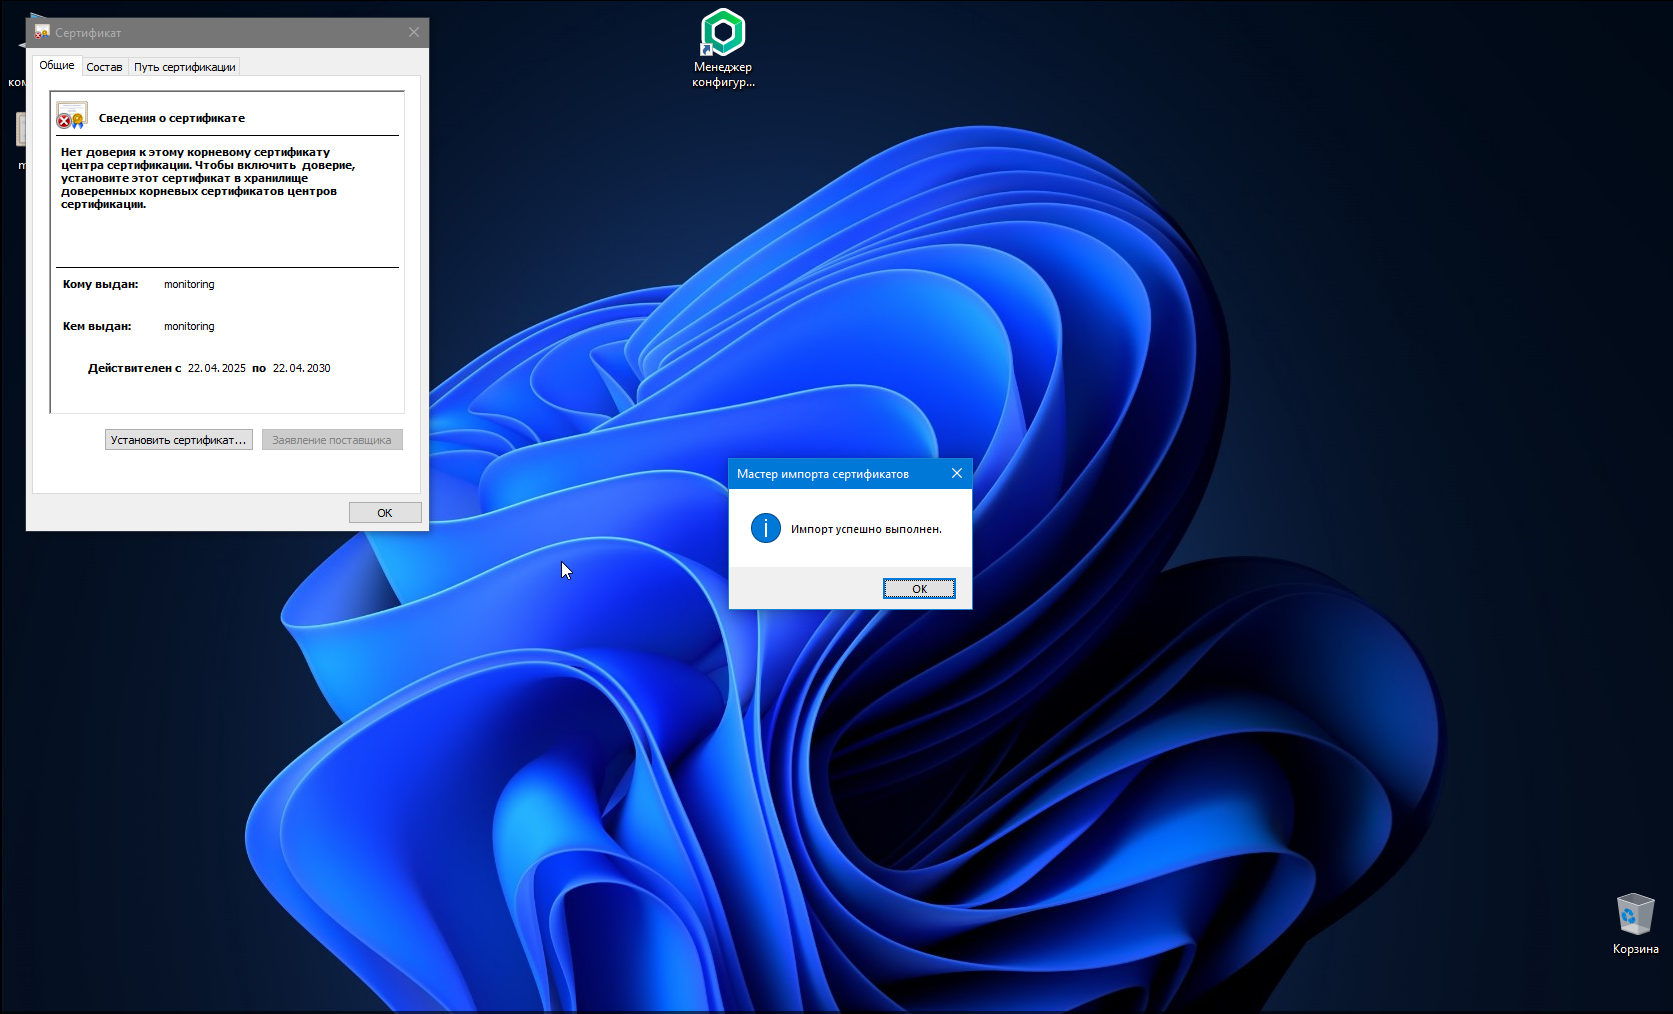 Сертификат
Общие
Состав
Путь сертификации
Сведения о сертификате
Нет доверия к этому корневому сертификату
центра сертификации. Чтобы включить доверие,
установите этот сертификат в хранилище
доверенных корневых сертификатов центров
сертификации.
Кому выдан: monitoring
Кем выдан: monitoring
Действителен с 22.04.2025 по 22.04.2030
Установить сертификат...
Заявление поставщика
OK
Менеджер
конфигур...
Мастер импорта сертификатов
Импорт успешно выполнен.
OK
Корзина